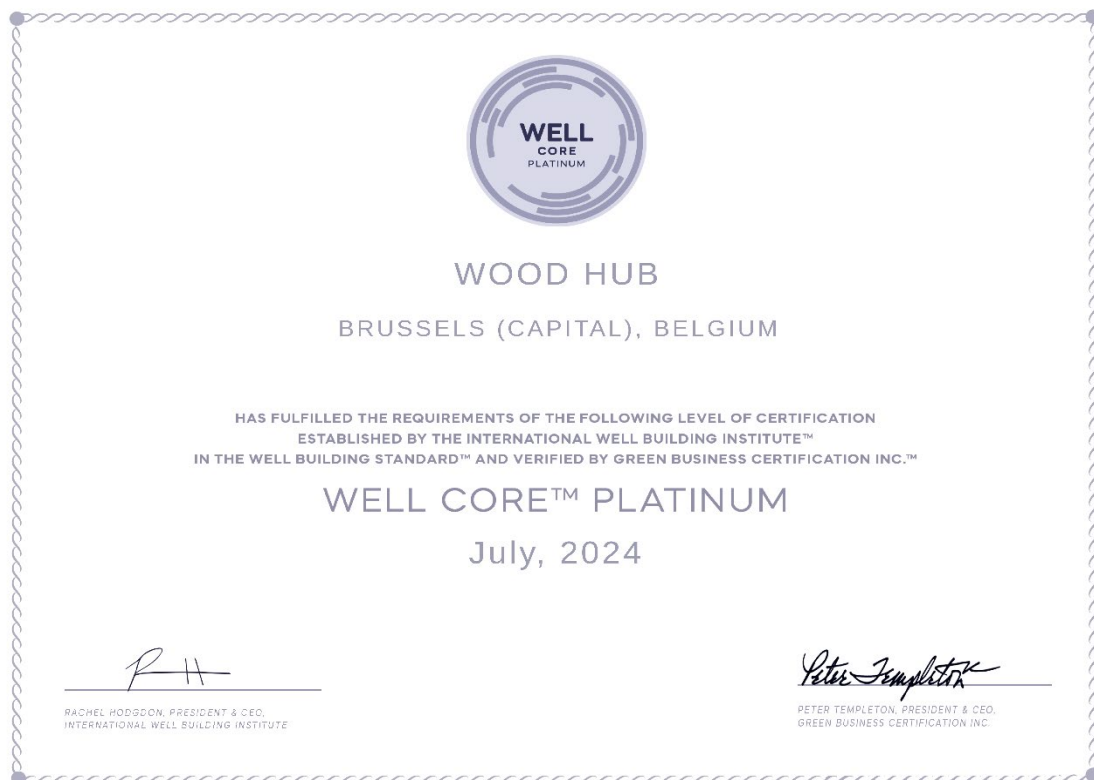 WELL
CORE
PLATINUM
WOOD HUB
BRUSSELS (CAPITAL), BELGIUM
HAS FULFILLED THE REQUIREMENTS OF THE FOLLOWING LEVEL OF CERTIFICATION
ESTABLISHED BY THE INTERNATIONAL WELL BUILDING INSTITUTE™
IN THE WELL BUILDING STANDARD™ AND VERIFIED BY GREEN BUSINESS CERTIFICATION INC.™
WELL CORE™ PLATINUM
July, 2024
RACHEL HODGDON, PRESIDENT & CEO,
INTERNATIONAL WELL BUILDING INSTITUTE
Peter Templeton
PETER TEMPLETON, PRESIDENT & CEO,
GREEN BUSINESS CERTIFICATION INC.